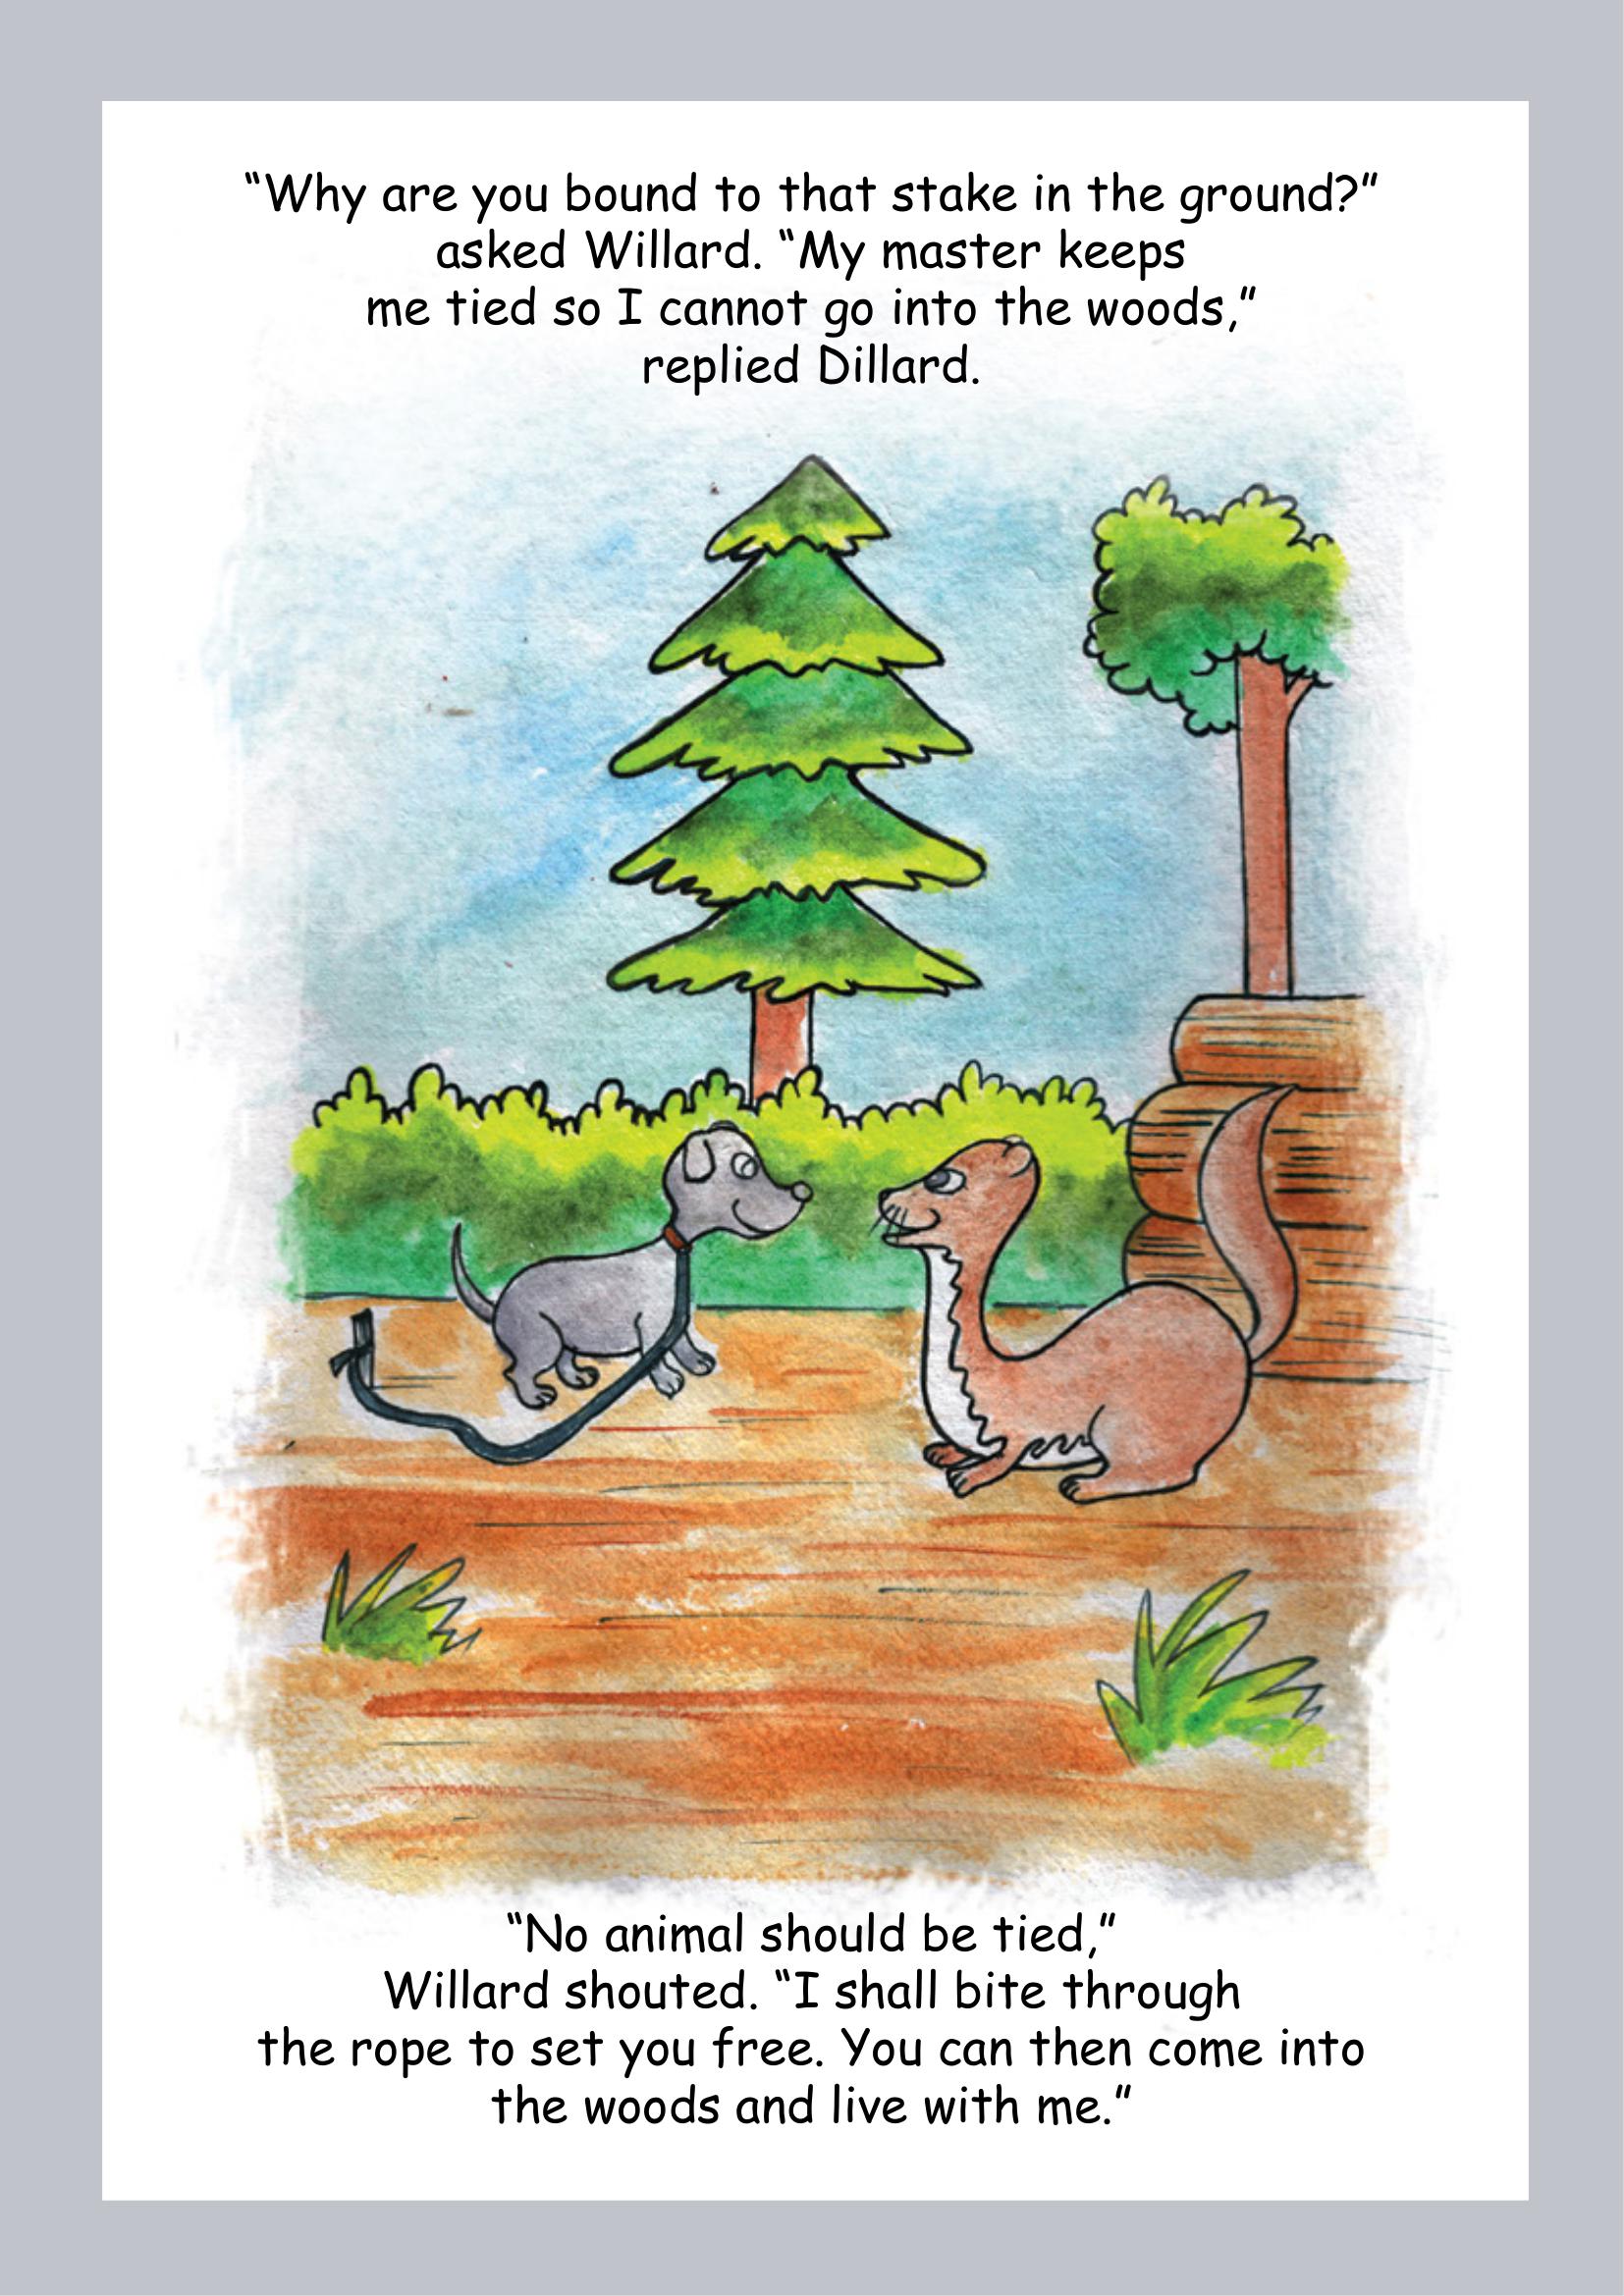 “Why are you bound to that stake in the ground?”
asked Willard. “My master keeps
me tied so I cannot go into the woods,”
replied Dillard.
“No animal should be tied,”
Willard shouted. “I shall bite through
the rope to set you free. You can then come into
the woods and live with me.”